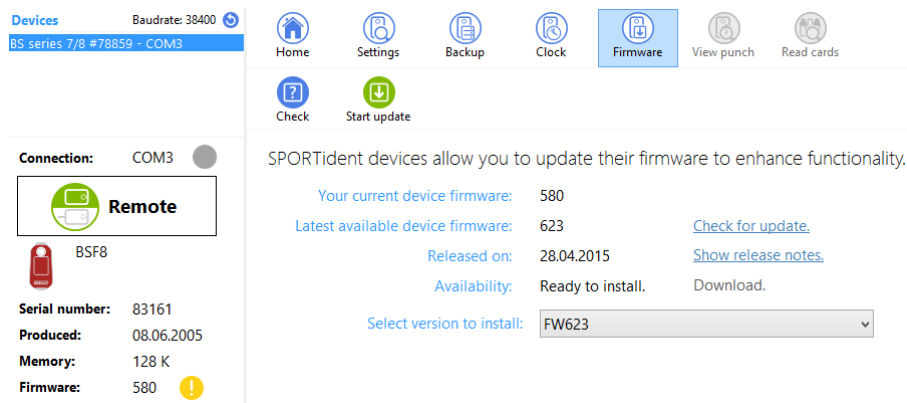 Devices Baudrate: 38400
BS series 7/8 #78859 - COM3
Home Settings Backup Clock Firmware View punch Read cards
? Check Start update
Connection: COM3
Remote
BSF8
Serial number: 83161
Produced: 08.06.2005
Memory: 128 K
Firmware: 580 !
SPORTident devices allow you to update their firmware to enhance functionality.
Your current device firmware: 580
Latest available device firmware: 623 Check for update.
Released on: 28.04.2015 Show release notes.
Availability: Ready to install. Download.
Select version to install: FW623